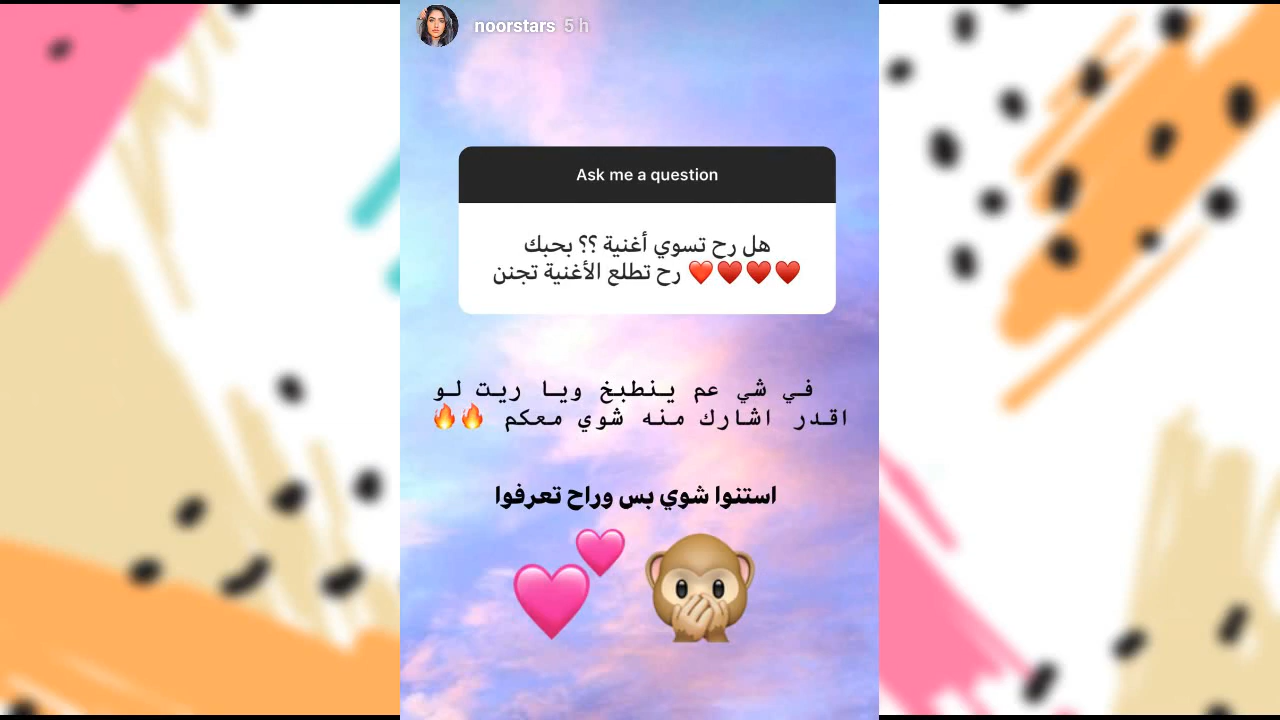 noorstars 5 h
Ask me a question
هل رح تسوي أغنية ؟؟ بحبك
❤️❤️❤️❤️ رح تطلع الأغنية تجنن
في شي عم ينطبخ ويا ريت لو
اقدر اشارك منه شوي معكم 🔥🔥
استنوا شوي بس وراح تعرفوا